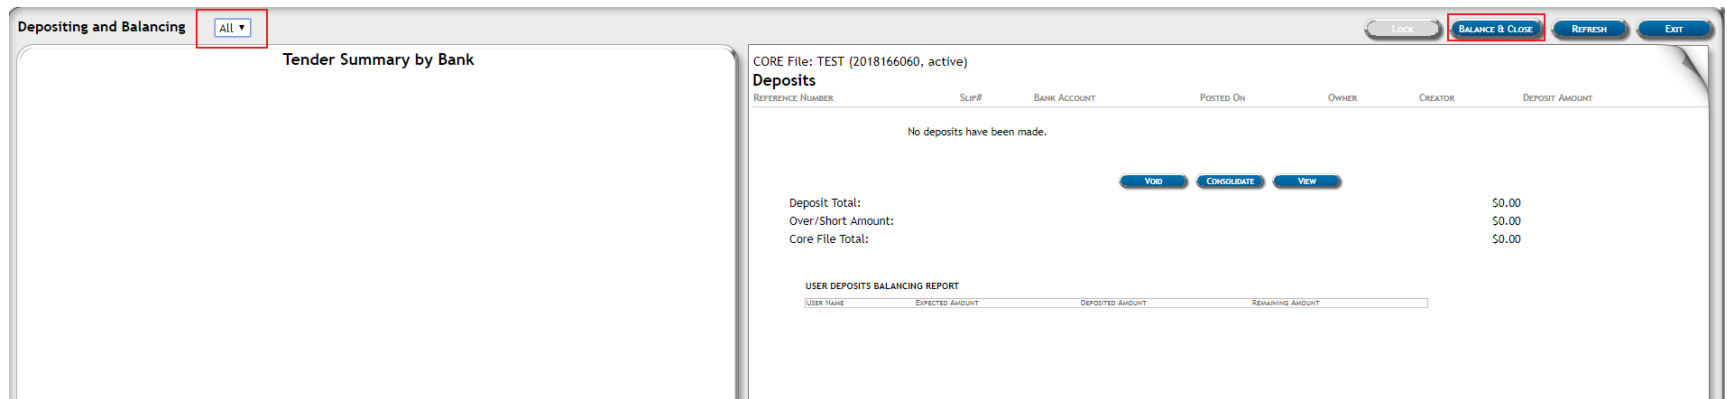 Depositing and Balancing All
Lock Balance & Close Refresh Exit
Tender Summary by Bank
CORE File: TEST (2018166060, active)
Deposits
Reference Number Slip# Bank Account Posted On Owner Creator Deposit Amount
No deposits have been made.
Void Consolidate View
Deposit Total: $0.00
Over/Short Amount: $0.00
Core File Total: $0.00
USER DEPOSITS BALANCING REPORT
User Name Expected Amount Deposited Amount Remaining Amount